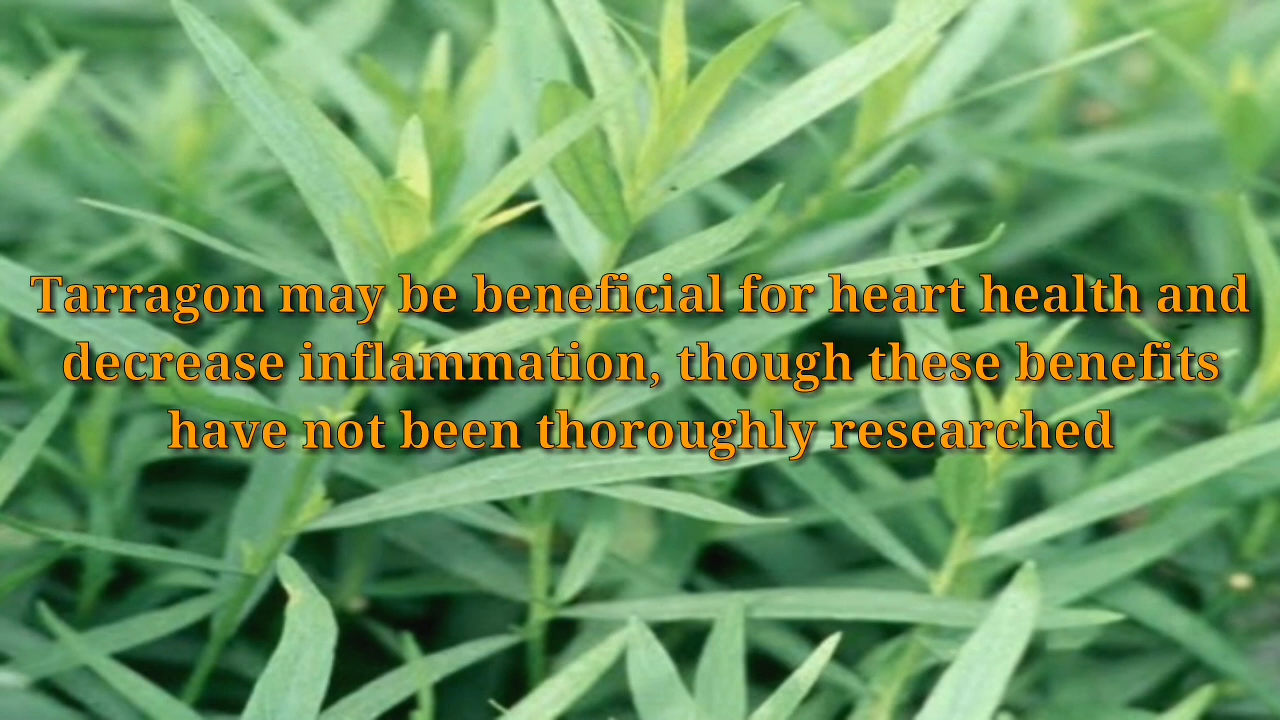 Tarragon may be beneficial for heart health and
decrease inflammation, though these benefits
have not been thoroughly researched